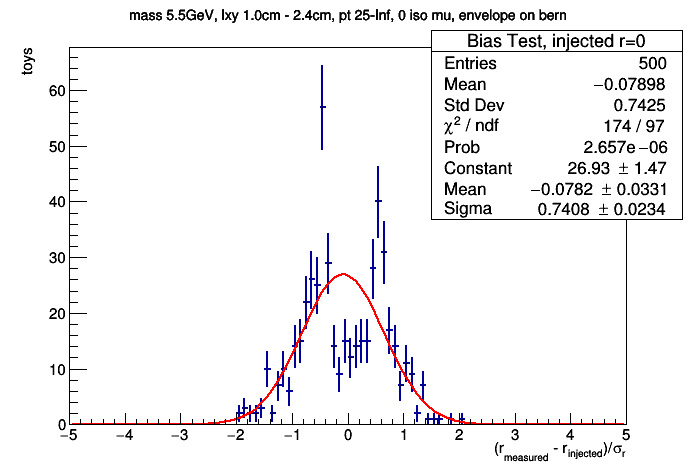 mass 5.5GeV, lxy 1.0cm - 2.4cm, pt 25-Inf, 0 iso mu, envelope on bern
Bias Test, injected r=0
Entries 500
Mean −0.07898
Std Dev 0.7425
χ² / ndf 174 / 97
Prob 2.657e−06
Constant 26.93 ± 1.47
Mean −0.0782 ± 0.0331
Sigma 0.7408 ± 0.0234
toys
60
50
40
30
20
10
0
−5 −4 −3 −2 −1 0 1 2 3 4 5
(r_measured - r_injected)/σ_r